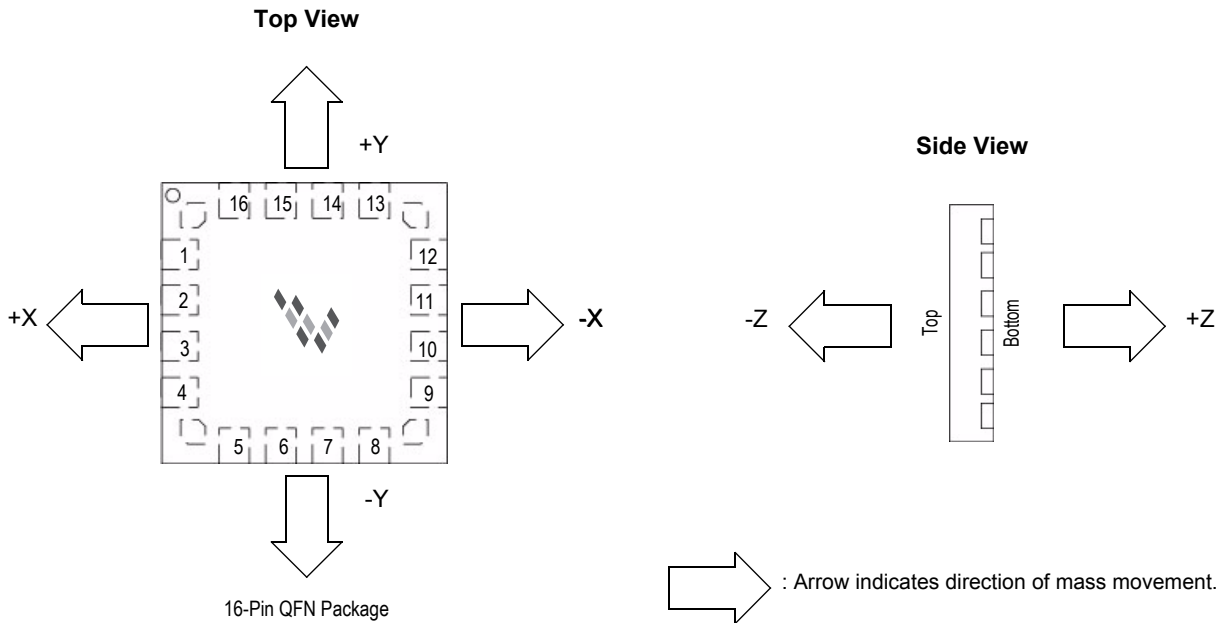 Top View
+Y
16 15 14 13
1 12
2 11
+X -X
3 10
4 9
5 6 7 8
-Y
16-Pin QFN Package
Side View
-Z Top Bottom +Z
: Arrow indicates direction of mass movement.